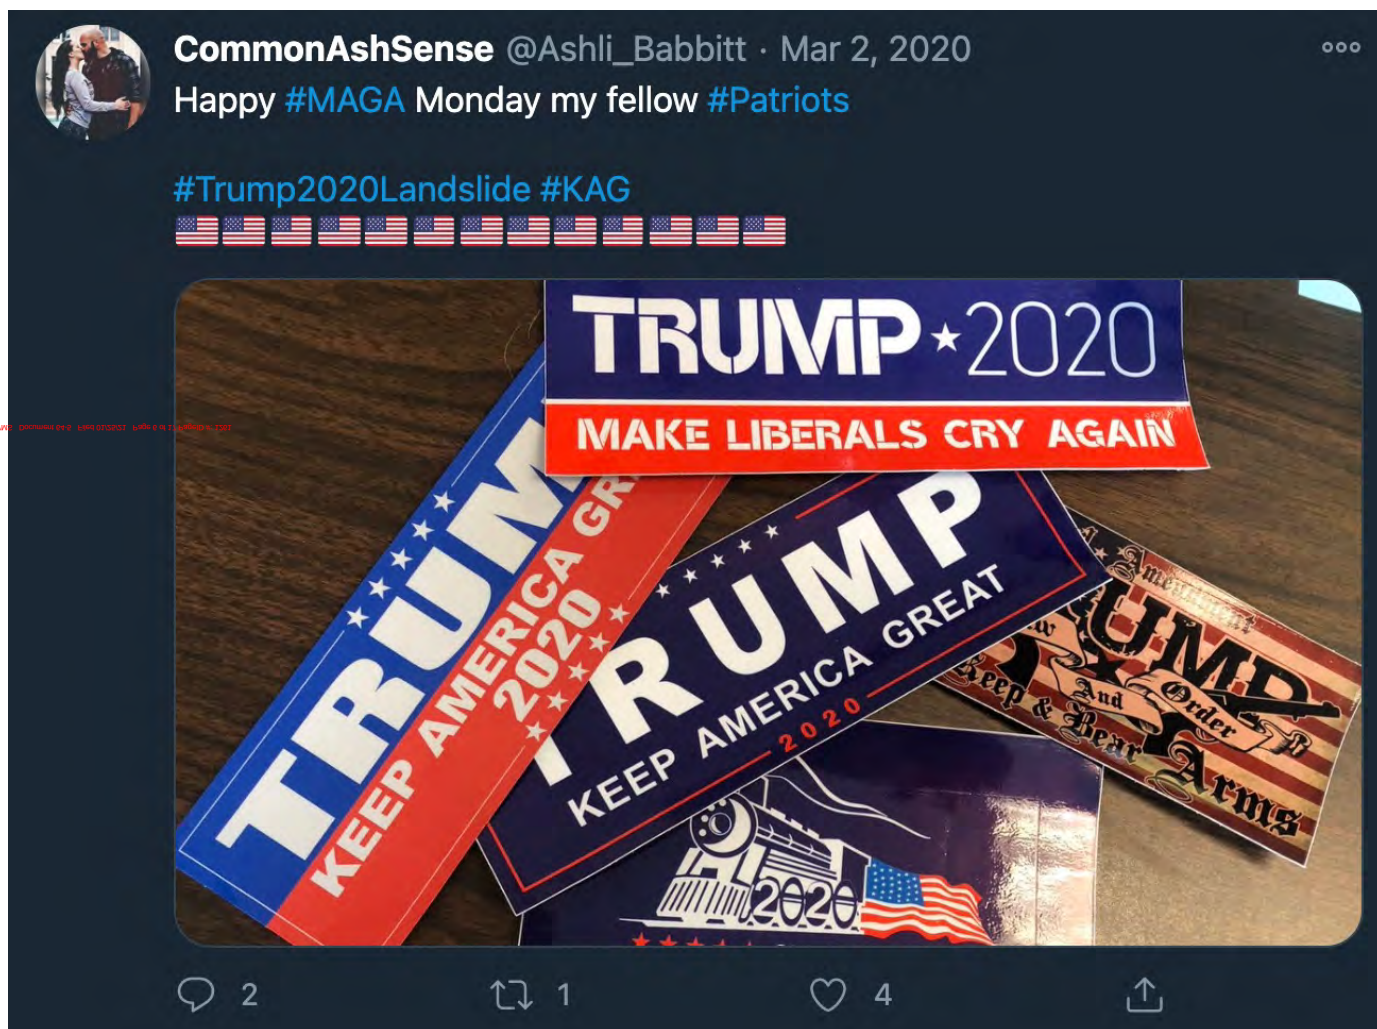 CommonAshSense @Ashli_Babbitt · Mar 2, 2020
Happy #MAGA Monday my fellow #Patriots
#Trump2020Landslide #KAG
TRUMP★2020
MAKE LIBERALS CRY AGAIN
TRUM
KEEP AMERICA GR
2020
TRUMP
KEEP AMERICA GREAT
2020
Amendment
UMP
And Order
Keep & Bear Arms
2020
2 1 4